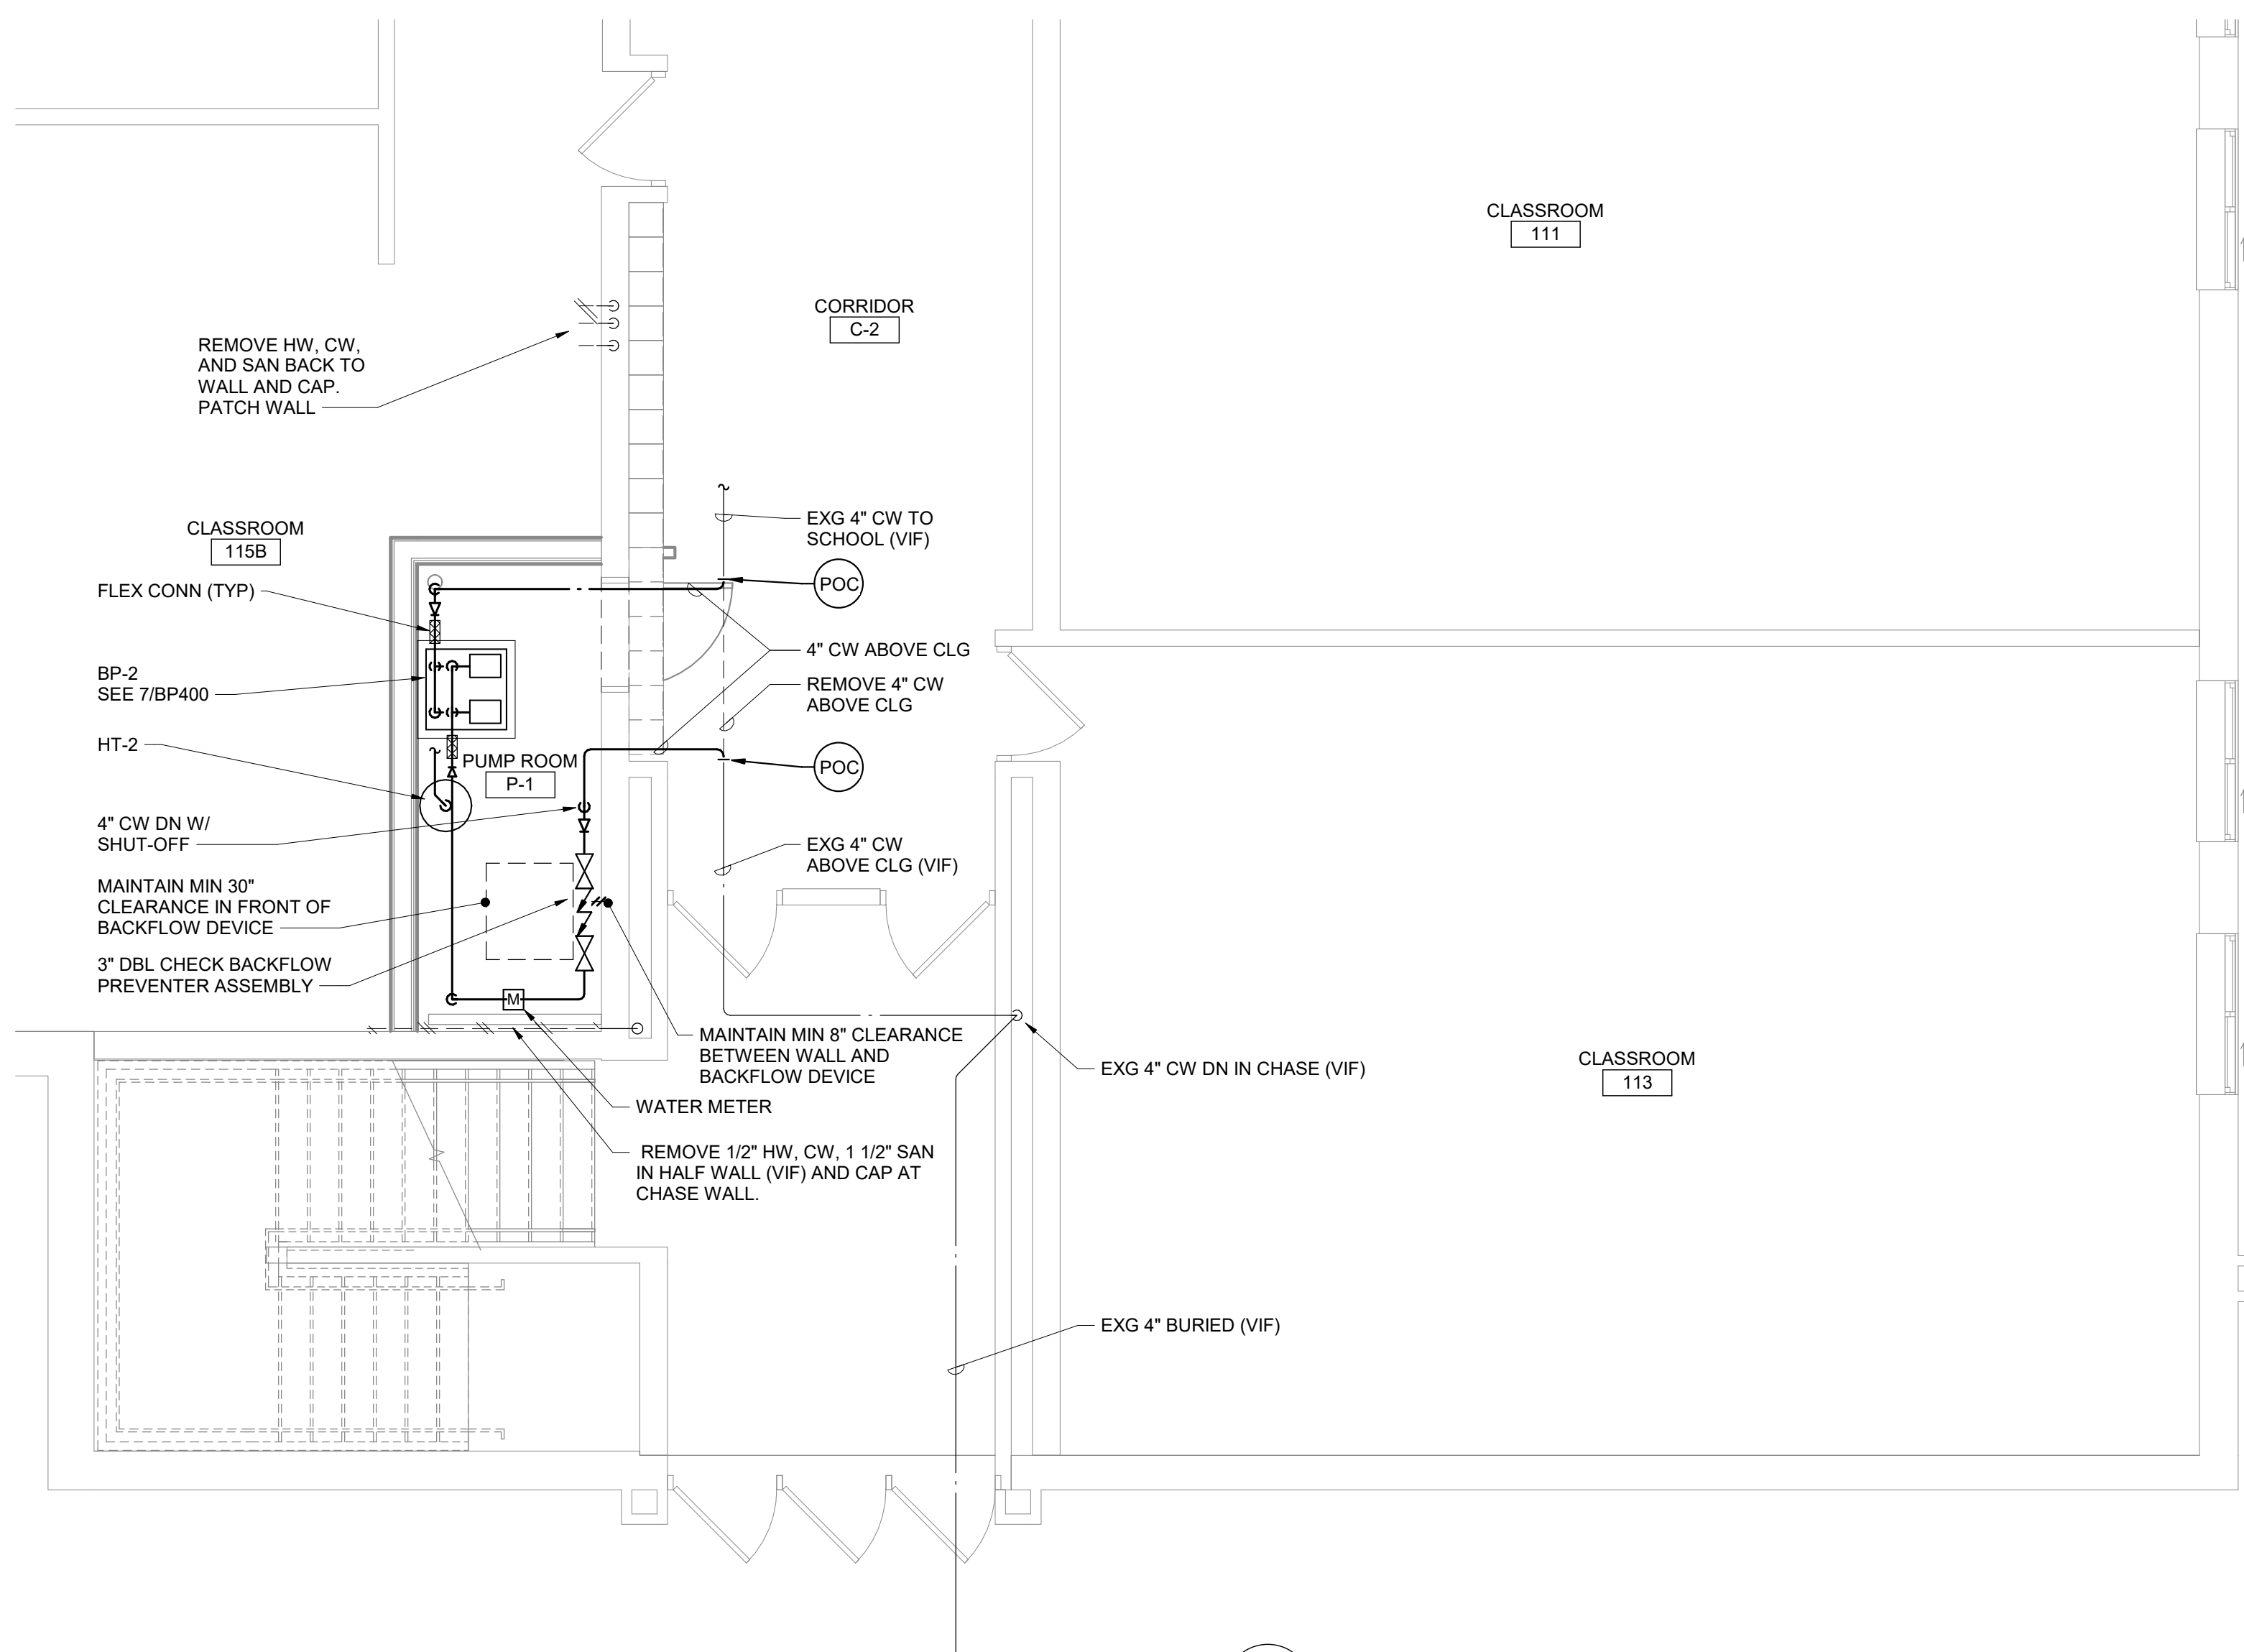 CLASSROOM
111
CORRIDOR
C-2
REMOVE HW, CW,
AND SAN BACK TO
WALL AND CAP.
PATCH WALL
EXG 4" CW TO
SCHOOL (VIF)
CLASSROOM
115B
POC
FLEX CONN (TYP)
4" CW ABOVE CLG
BP-2
SEE 7/BP400
REMOVE 4" CW
ABOVE CLG
HT-2
PUMP ROOM
P-1
POC
4" CW DN W/
SHUT-OFF
EXG 4" CW
ABOVE CLG (VIF)
MAINTAIN MIN 30"
CLEARANCE IN FRONT OF
BACKFLOW DEVICE
3" DBL CHECK BACKFLOW
PREVENTER ASSEMBLY
M
MAINTAIN MIN 8" CLEARANCE
BETWEEN WALL AND
BACKFLOW DEVICE
EXG 4" CW DN IN CHASE (VIF)
CLASSROOM
113
WATER METER
REMOVE 1/2" HW, CW, 1 1/2" SAN
IN HALF WALL (VIF) AND CAP AT
CHASE WALL.
EXG 4" BURIED (VIF)